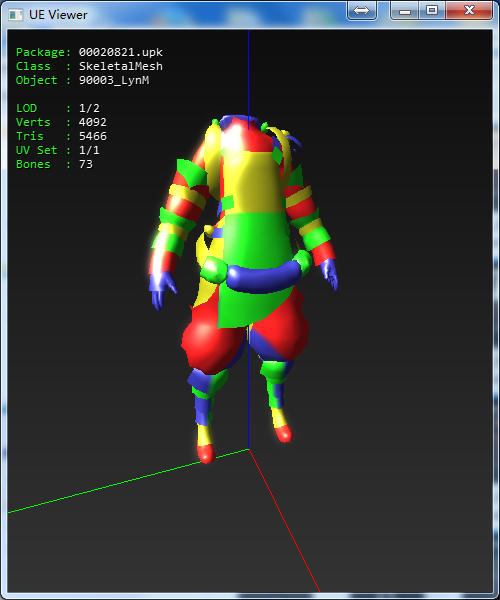 UE Viewer
Package: 00020821.upk
Class  : SkeletalMesh
Object : 90003_LynM
LOD    : 1/2
Verts  : 4092
Tris   : 5466
UV Set : 1/1
Bones  : 73